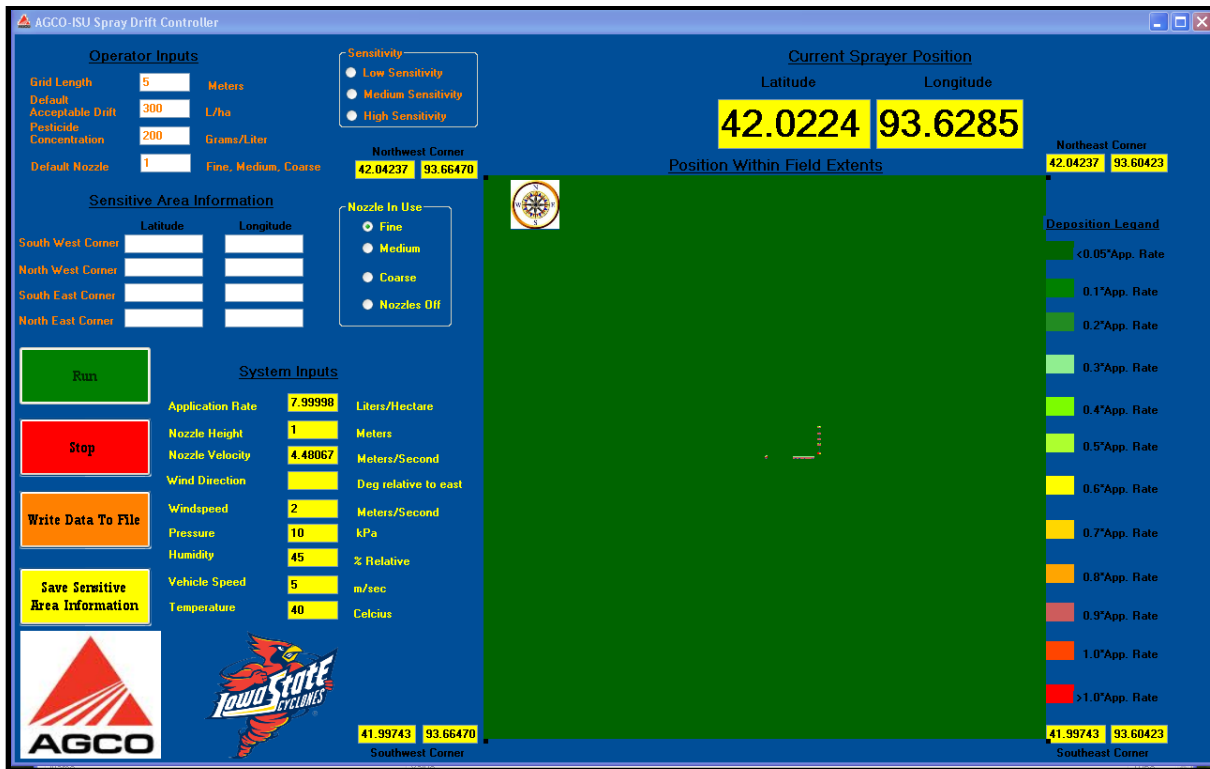 AGCO-ISU Spray Drift Controller
Operator Inputs
Grid Length 5 Meters
Default Acceptable Drift 300 L/ha
Pesticide Concentration 200 Grams/Liter
Default Nozzle 1 Fine, Medium, Coarse
Sensitivity
Low Sensitivity
Medium Sensitivity
High Sensitivity
Current Sprayer Position
Latitude Longitude
42.0224 93.6285
Northwest Corner
42.04237 93.66470
Position Within Field Extents
Northeast Corner
42.04237 93.60423
Sensitive Area Information
Latitude Longitude
South West Corner
North West Corner
South East Corner
North East Corner
Nozzle In Use
Fine
Medium
Coarse
Nozzles Off
N
W E
S
Deposition Legand
<0.05*App. Rate
0.1*App. Rate
0.2*App. Rate
0.3*App. Rate
0.4*App. Rate
0.5*App. Rate
0.6*App. Rate
0.7*App. Rate
0.8*App. Rate
0.9*App. Rate
1.0*App. Rate
>1.0*App. Rate
Run
Stop
Write Data To File
Save Sensitive
Area Information
System Inputs
Application Rate 7.99998 Liters/Hectare
Nozzle Height 1 Meters
Nozzle Velocity 4.48067 Meters/Second
Wind Direction Deg relative to east
Windspeed 2 Meters/Second
Pressure 10 kPa
Humidity 45 % Relative
Vehicle Speed 5 m/sec
Temperature 40 Celcius
AGCO
Iowa State
CYCLONES
41.99743 93.66470
Southwest Corner
41.99743 93.60423
Southeast Corner